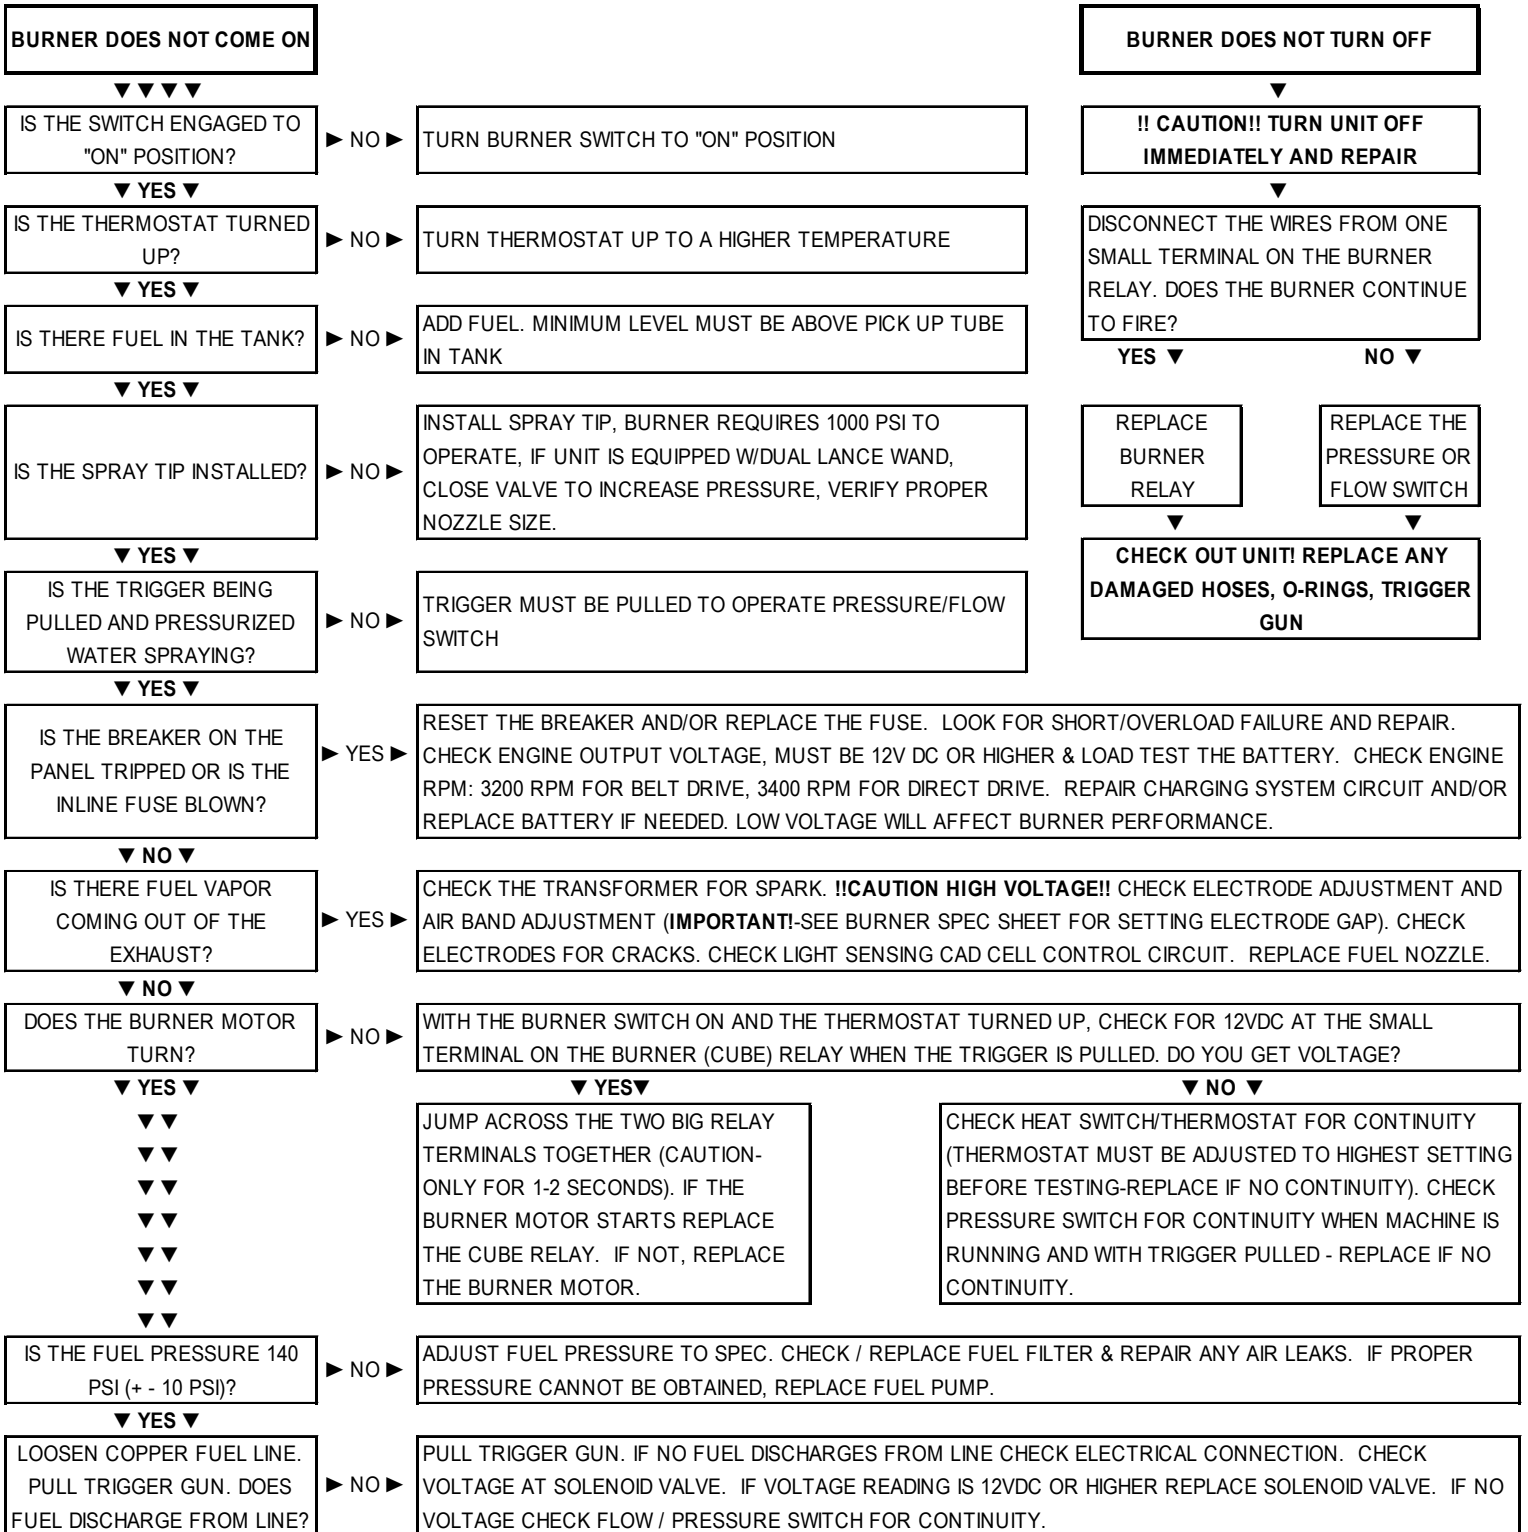 BURNER DOES NOT COME ON
▼ ▼ ▼ ▼
IS THE SWITCH ENGAGED TO
"ON" POSITION?
► NO ►
TURN BURNER SWITCH TO "ON" POSITION
▼ YES ▼
IS THE THERMOSTAT TURNED
UP?
► NO ►
TURN THERMOSTAT UP TO A HIGHER TEMPERATURE
▼ YES ▼
IS THERE FUEL IN THE TANK?
► NO ►
ADD FUEL. MINIMUM LEVEL MUST BE ABOVE PICK UP TUBE
IN TANK
▼ YES ▼
IS THE SPRAY TIP INSTALLED?
► NO ►
INSTALL SPRAY TIP, BURNER REQUIRES 1000 PSI TO
OPERATE, IF UNIT IS EQUIPPED W/DUAL LANCE WAND,
CLOSE VALVE TO INCREASE PRESSURE, VERIFY PROPER
NOZZLE SIZE.
▼ YES ▼
IS THE TRIGGER BEING
PULLED AND PRESSURIZED
WATER SPRAYING?
► NO ►
TRIGGER MUST BE PULLED TO OPERATE PRESSURE/FLOW
SWITCH
▼ YES ▼
BURNER DOES NOT TURN OFF
▼
!! CAUTION!! TURN UNIT OFF
IMMEDIATELY AND REPAIR
▼
DISCONNECT THE WIRES FROM ONE
SMALL TERMINAL ON THE BURNER
RELAY. DOES THE BURNER CONTINUE
TO FIRE?
YES ▼
NO ▼
REPLACE
BURNER
RELAY
REPLACE THE
PRESSURE OR
FLOW SWITCH
▼
▼
CHECK OUT UNIT! REPLACE ANY
DAMAGED HOSES, O-RINGS, TRIGGER
GUN
IS THE BREAKER ON THE
PANEL TRIPPED OR IS THE
INLINE FUSE BLOWN?
► YES ►
RESET THE BREAKER AND/OR REPLACE THE FUSE. LOOK FOR SHORT/OVERLOAD FAILURE AND REPAIR.
CHECK ENGINE OUTPUT VOLTAGE, MUST BE 12V DC OR HIGHER & LOAD TEST THE BATTERY. CHECK ENGINE
RPM: 3200 RPM FOR BELT DRIVE, 3400 RPM FOR DIRECT DRIVE. REPAIR CHARGING SYSTEM CIRCUIT AND/OR
REPLACE BATTERY IF NEEDED. LOW VOLTAGE WILL AFFECT BURNER PERFORMANCE.
▼ NO ▼
IS THERE FUEL VAPOR
COMING OUT OF THE
EXHAUST?
► YES ►
CHECK THE TRANSFORMER FOR SPARK. !!CAUTION HIGH VOLTAGE!! CHECK ELECTRODE ADJUSTMENT AND
AIR BAND ADJUSTMENT (IMPORTANT!-SEE BURNER SPEC SHEET FOR SETTING ELECTRODE GAP). CHECK
ELECTRODES FOR CRACKS. CHECK LIGHT SENSING CAD CELL CONTROL CIRCUIT. REPLACE FUEL NOZZLE.
▼ NO ▼
DOES THE BURNER MOTOR
TURN?
► NO ►
WITH THE BURNER SWITCH ON AND THE THERMOSTAT TURNED UP, CHECK FOR 12VDC AT THE SMALL
TERMINAL ON THE BURNER (CUBE) RELAY WHEN THE TRIGGER IS PULLED. DO YOU GET VOLTAGE?
▼ YES ▼
▼ YES▼
▼ NO ▼
▼ ▼
▼ ▼
▼ ▼
▼ ▼
▼ ▼
▼ ▼
▼ ▼
JUMP ACROSS THE TWO BIG RELAY
TERMINALS TOGETHER (CAUTION-
ONLY FOR 1-2 SECONDS). IF THE
BURNER MOTOR STARTS REPLACE
THE CUBE RELAY. IF NOT, REPLACE
THE BURNER MOTOR.
CHECK HEAT SWITCH/THERMOSTAT FOR CONTINUITY
(THERMOSTAT MUST BE ADJUSTED TO HIGHEST SETTING
BEFORE TESTING-REPLACE IF NO CONTINUITY). CHECK
PRESSURE SWITCH FOR CONTINUITY WHEN MACHINE IS
RUNNING AND WITH TRIGGER PULLED - REPLACE IF NO
CONTINUITY.
IS THE FUEL PRESSURE 140
PSI (+ - 10 PSI)?
► NO ►
ADJUST FUEL PRESSURE TO SPEC. CHECK / REPLACE FUEL FILTER & REPAIR ANY AIR LEAKS. IF PROPER
PRESSURE CANNOT BE OBTAINED, REPLACE FUEL PUMP.
▼ YES ▼
LOOSEN COPPER FUEL LINE.
PULL TRIGGER GUN. DOES
FUEL DISCHARGE FROM LINE?
► NO ►
PULL TRIGGER GUN. IF NO FUEL DISCHARGES FROM LINE CHECK ELECTRICAL CONNECTION. CHECK
VOLTAGE AT SOLENOID VALVE. IF VOLTAGE READING IS 12VDC OR HIGHER REPLACE SOLENOID VALVE. IF NO
VOLTAGE CHECK FLOW / PRESSURE SWITCH FOR CONTINUITY.